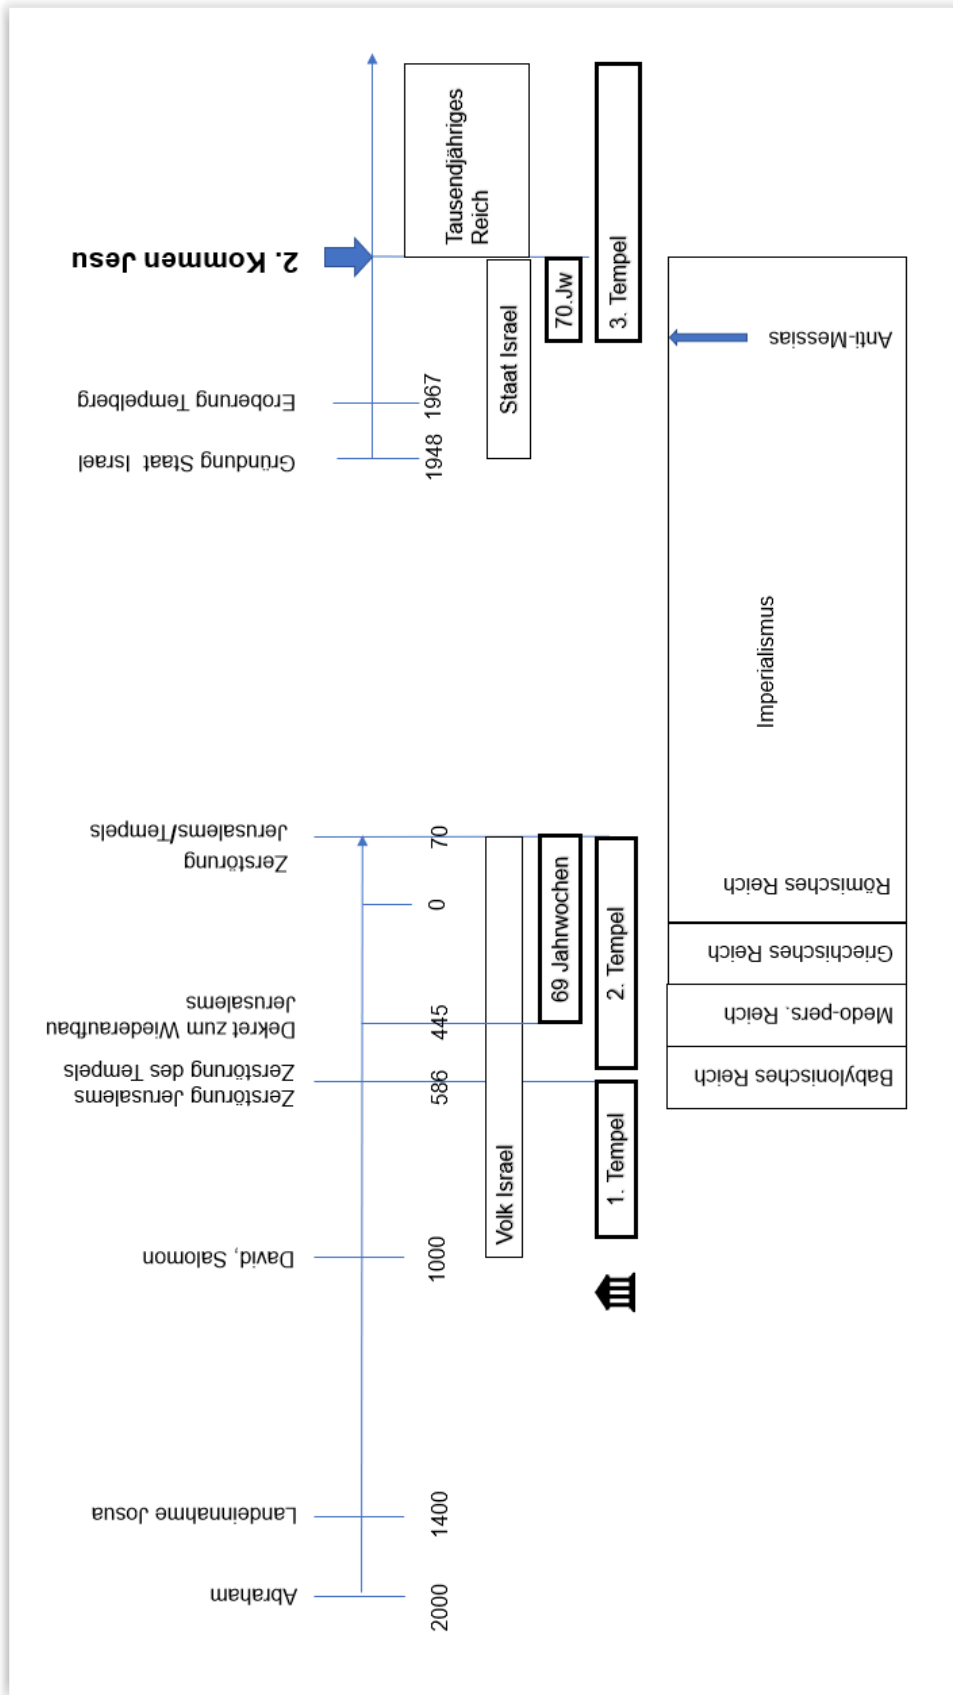 Abraham
Landeinnahme Josua
David, Salomon
Zerstörung Jerusalems
Zerstörung des Tempels
Dekret zum Wiederaufbau
Jerusalems
Zerstörung
Jerusalems/Tempels
Gründung Staat Israel
Eroberung Tempelberg
2. Kommen Jesu
2000
1400
1000
586
445
0
70
1948
1967
Tausendjähriges
Reich
Volk Israel
Staat Israel
69 Jahrwochen
70.Jw
1. Tempel
2. Tempel
3. Tempel
Babylonisches Reich
Medo-pers. Reich
Griechisches Reich
Römisches Reich
Imperialismus
Anti-Messias